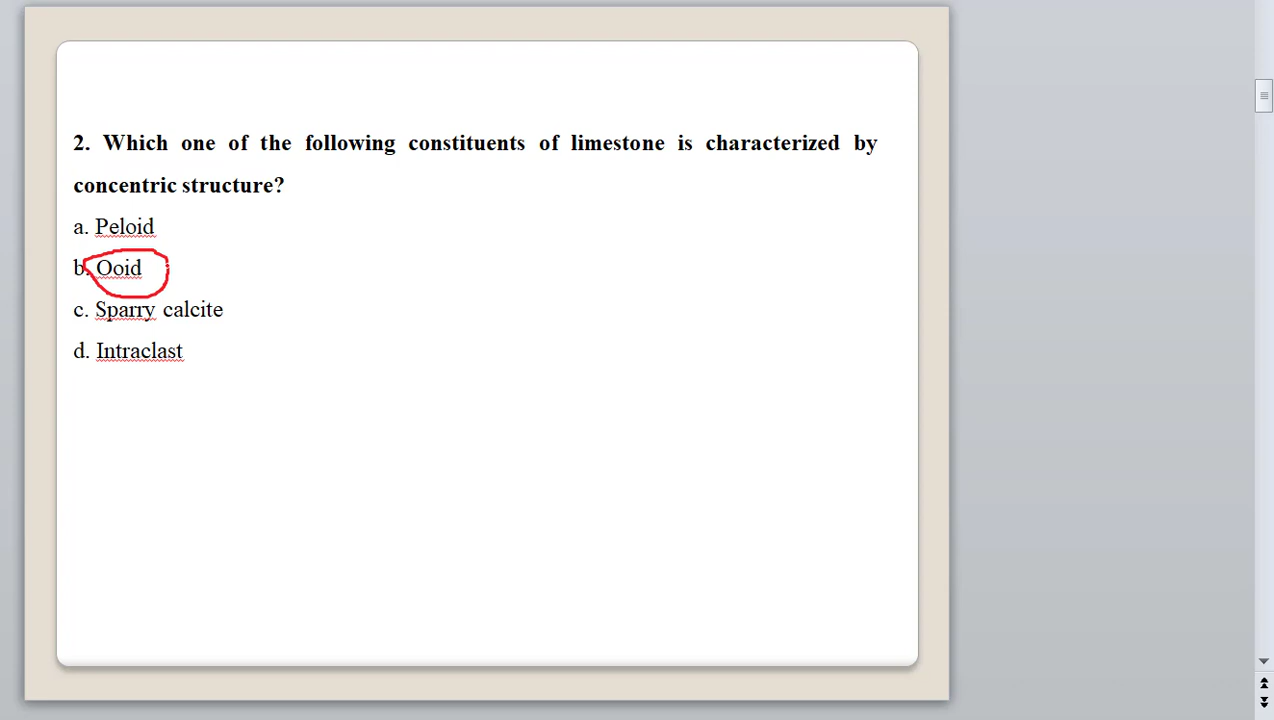 2. Which one of the following constituents of limestone is characterized by
concentric structure?
a. Peloid
b. Ooid
c. Sparry calcite
d. Intraclast